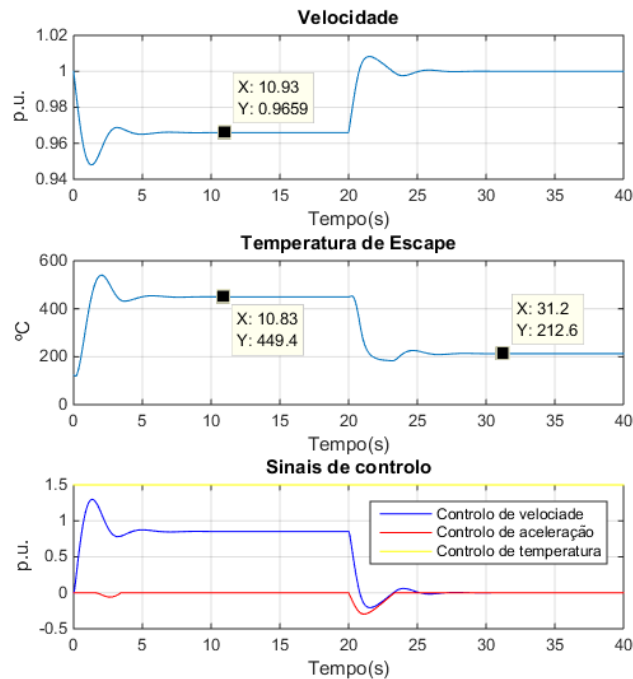 Velocidade
1.02
1
0.98
0.96
0.94
p.u.
X: 10.93
Y: 0.9659
0 5 10 15 20 25 30 35 40
Tempo(s)
Temperatura de Escape
600
400
200
0
ºC
X: 10.83
Y: 449.4
X: 31.2
Y: 212.6
0 5 10 15 20 25 30 35 40
Tempo(s)
Sinais de controlo
1.5
1
0.5
0
-0.5
p.u.
Controlo de velociade
Controlo de aceleração
Controlo de temperatura
0 5 10 15 20 25 30 35 40
Tempo(s)